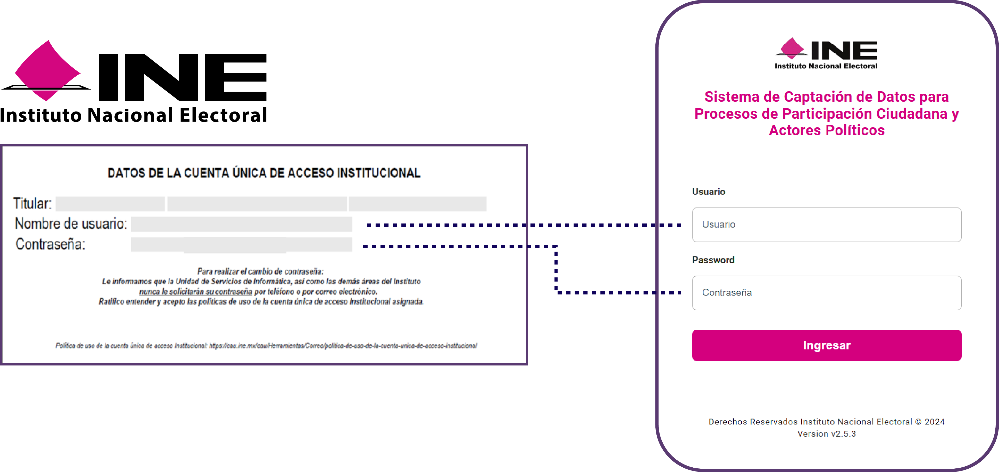 INE
Instituto Nacional Electoral
DATOS DE LA CUENTA ÚNICA DE ACCESO INSTITUCIONAL
Titular:
Nombre de usuario:
Contraseña:
Para realizar el cambio de contraseña:
Le informamos que la Unidad de Servicios de Informática, así como las demás áreas del Instituto
nunca le solicitarán su contraseña por teléfono o por correo electrónico.
Ratifico entender y acepto las políticas de uso de la cuenta única de acceso Institucional asignada.
Política de uso de la cuenta única de acceso Institucional: https://cau.ine.mx/cau/Herramientas/Correo/politica-de-uso-de-la-cuenta-unica-de-acceso-institucional
INE
Instituto Nacional Electoral
Sistema de Captación de Datos para
Procesos de Participación Ciudadana y
Actores Políticos
Usuario
Usuario
Password
Contraseña
Ingresar
Derechos Reservados Instituto Nacional Electoral © 2024
Version v2.5.3